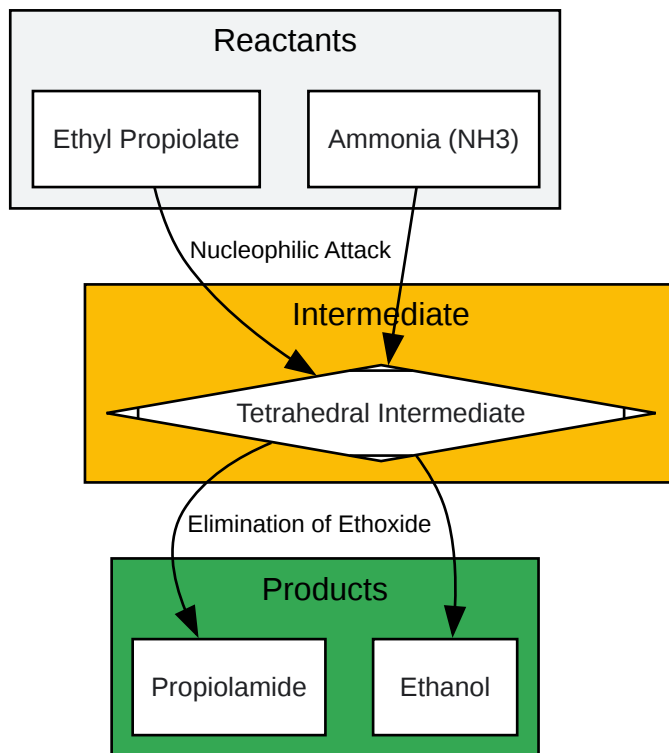 Reactants
Ethyl Propiolate
Ammonia (NH3)
Nucleophilic Attack
Intermediate
Tetrahedral Intermediate
Elimination of Ethoxide
Products
Propiolamide
Ethanol